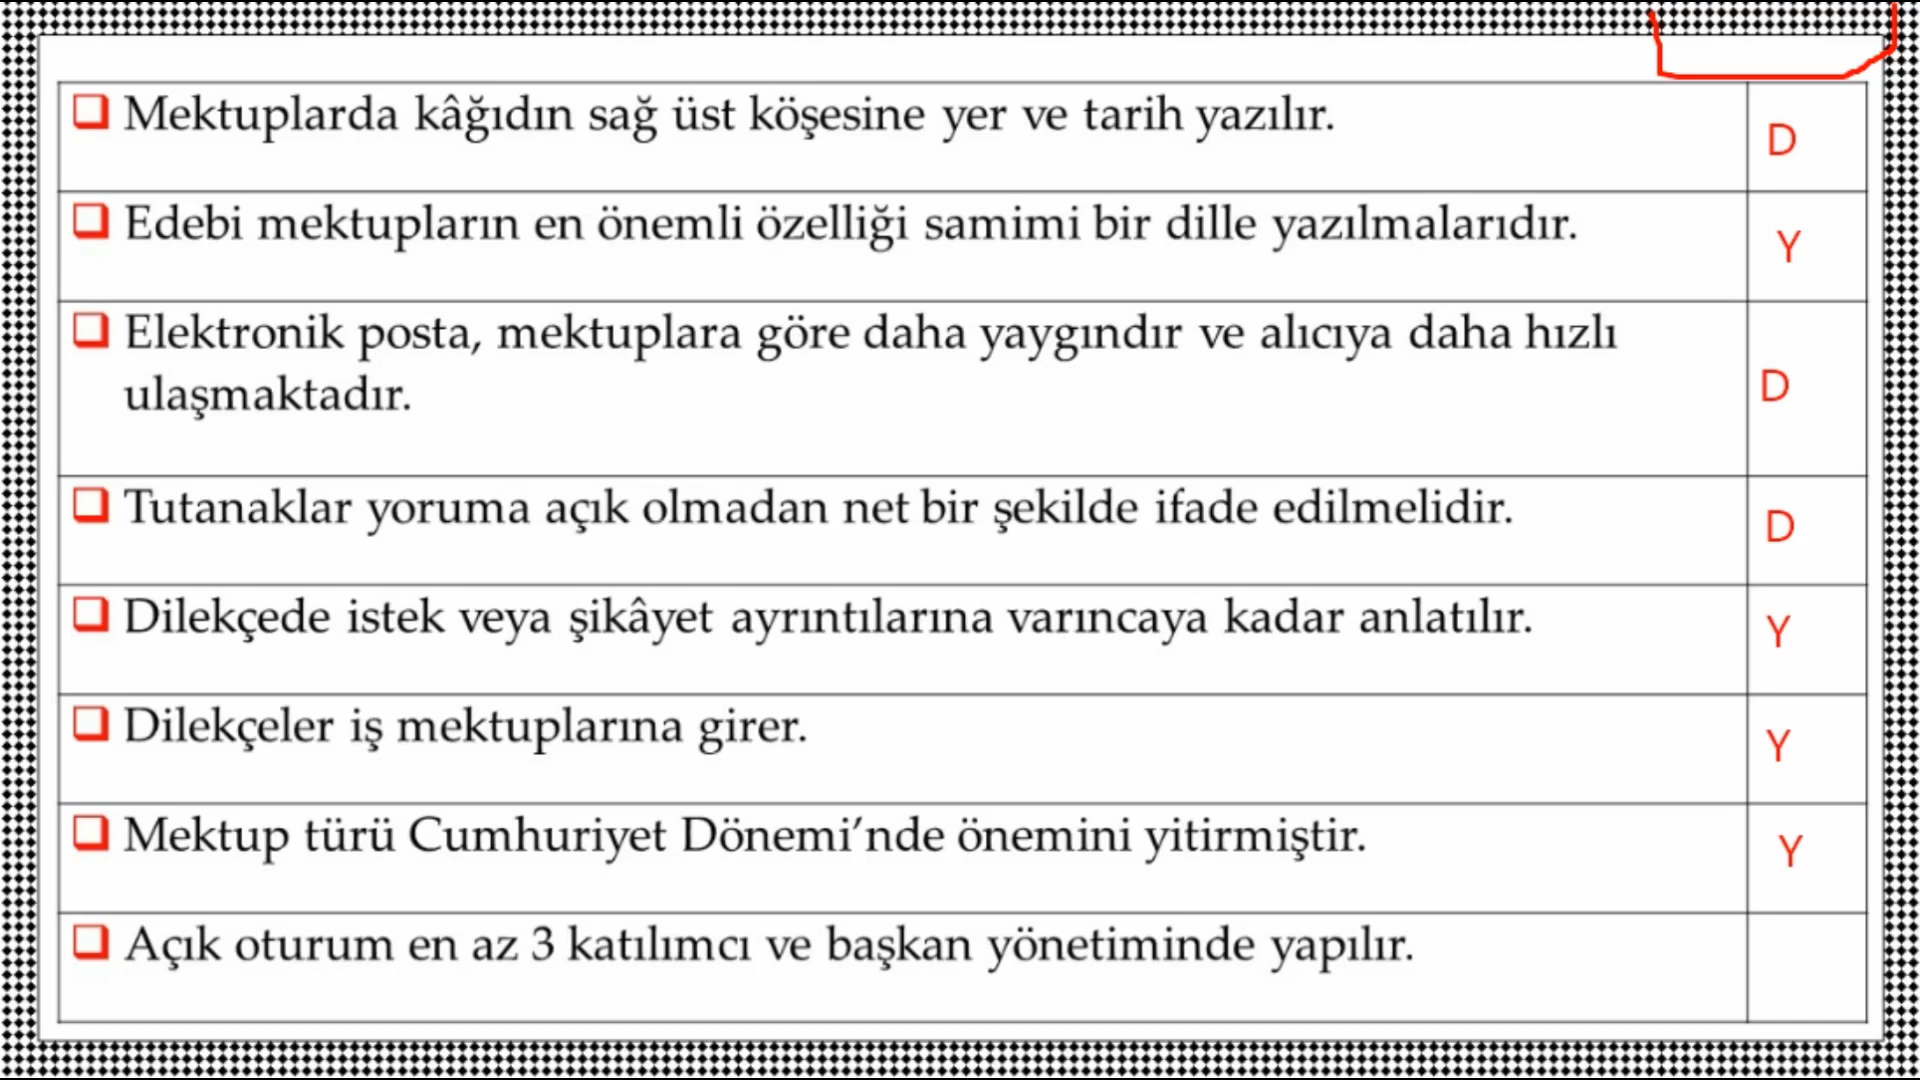 Mektuplarda kâğıdın sağ üst köşesine yer ve tarih yazılır.
D
Edebi mektupların en önemli özelliği samimi bir dille yazılmalarıdır.
Y
Elektronik posta, mektuplara göre daha yaygındır ve alıcıya daha hızlı
ulaşmaktadır.
D
Tutanaklar yoruma açık olmadan net bir şekilde ifade edilmelidir.
D
Dilekçede istek veya şikâyet ayrıntılarına varıncaya kadar anlatılır.
Y
Dilekçeler iş mektuplarına girer.
Y
Mektup türü Cumhuriyet Dönemi’nde önemini yitirmiştir.
Y
Açık oturum en az 3 katılımcı ve başkan yönetiminde yapılır.